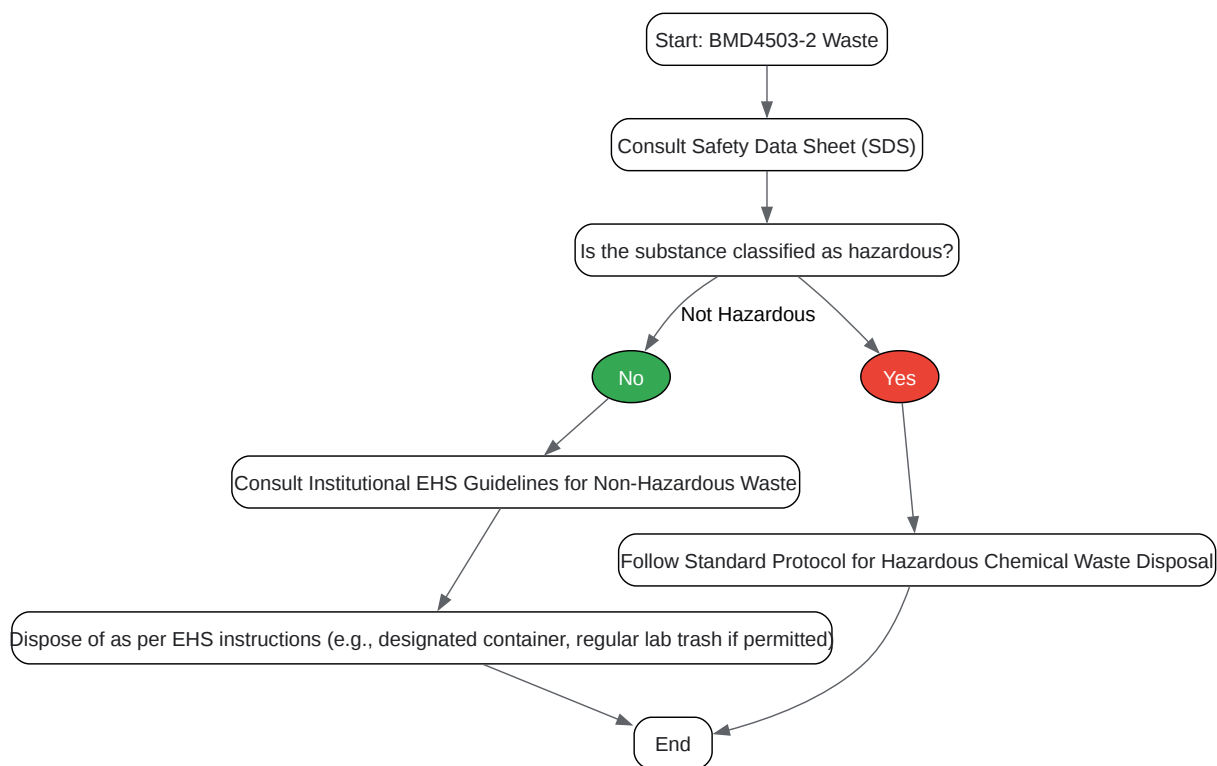 Start: BMD4503-2 Waste
Consult Safety Data Sheet (SDS)
Is the substance classified as hazardous?
Not Hazardous
No
Yes
Consult Institutional EHS Guidelines for Non-Hazardous Waste
Follow Standard Protocol for Hazardous Chemical Waste Disposal
Dispose of as per EHS instructions (e.g., designated container, regular lab trash if permitted)
End